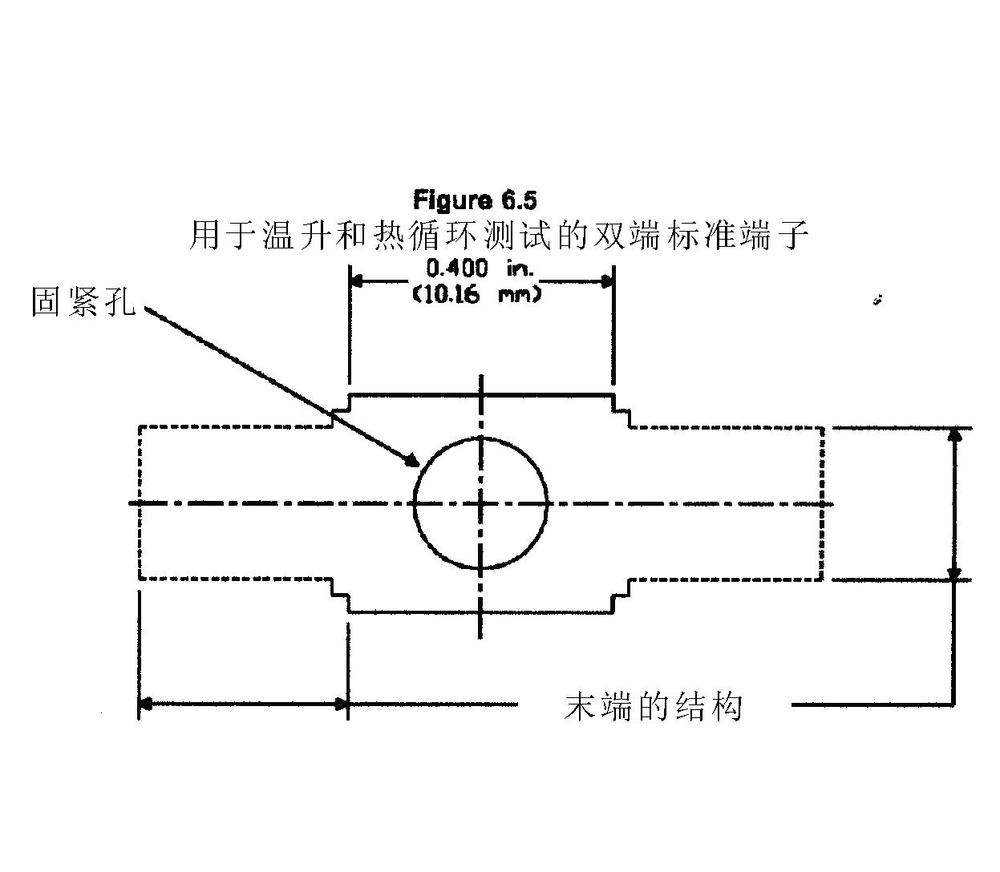 Figure 6.5
用于温升和热循环测试的双端标准端子
0.400 in.
(10.16 mm)
固紧孔
末端的结构